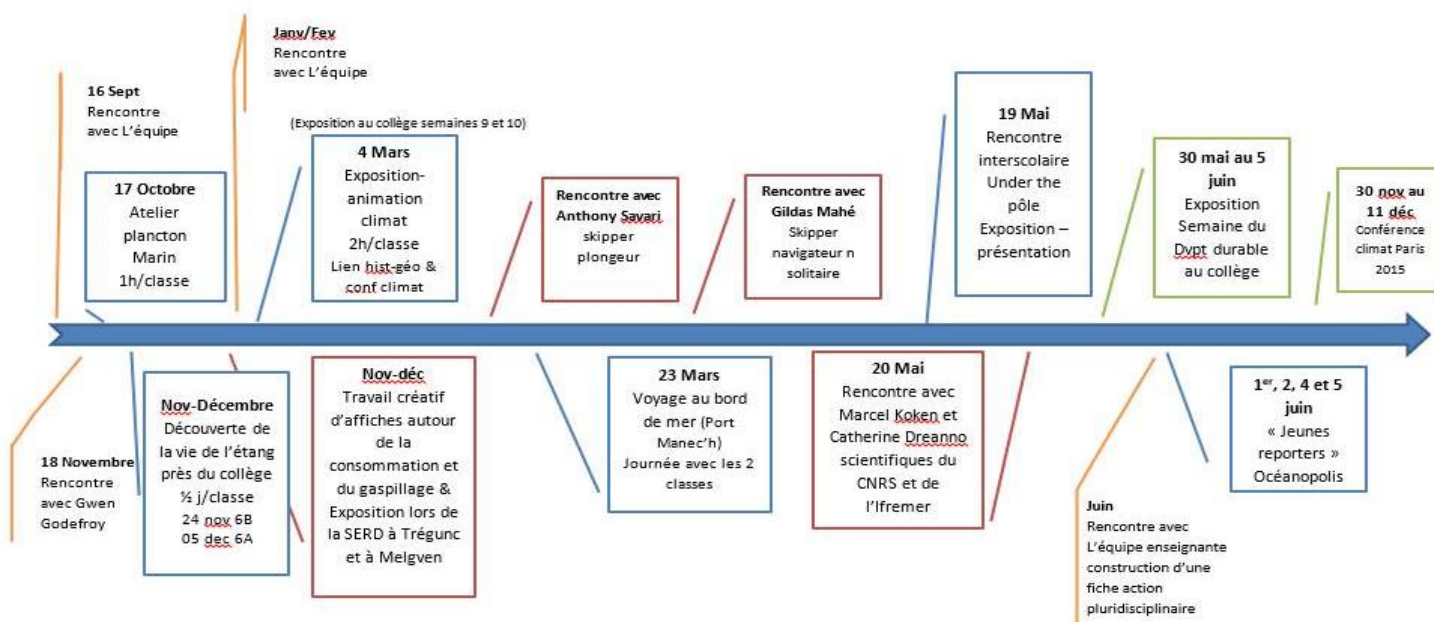 16 Sept
Rencontre
avec L'équipe
17 Octobre
Atelier
plancton
Marin
1h/classe
Janv/Fev
Rencontre
avec L'équipe
(Exposition au collège semaines 9 et 10)
4 Mars
Exposition-
animation
climat
2h/classe
Lien hist-géo &
conf climat
Rencontre avec
Anthony Savari
skipper
plongeur
Rencontre avec
Gildas Mahé
Skipper
navigateur n
solitaire
19 Mai
Rencontre
interscolaire
Under the
pôle
Exposition –
présentation
30 mai au 5
juin
Exposition
Semaine du
Dvpt durable
au collège
30 nov au
11 déc
Conférence
climat Paris
2015
18 Novembre
Rencontre
avec Gwen
Godefroy
Nov-Décembre
Découverte de
la vie de l'étang
près du collège
½ j/classe
24 nov 6B
05 dec 6A
Nov-déc
Travail créatif
d'affiches autour
de la
consommation et
du gaspillage &
Exposition lors de
la SERD à Trégunc
et à Melgven
23 Mars
Voyage au bord
de mer (Port
Manec'h)
Journée avec les 2
classes
20 Mai
Rencontre avec
Marcel Koken et
Catherine Dreanno
scientifiques du
CNRS et de
l'Ifremer
Juin
Rencontre avec
L'équipe enseignante
construction d'une
fiche action
pluridisciplinaire
1er, 2, 4 et 5
juin
« Jeunes
reporters »
Océanopolis